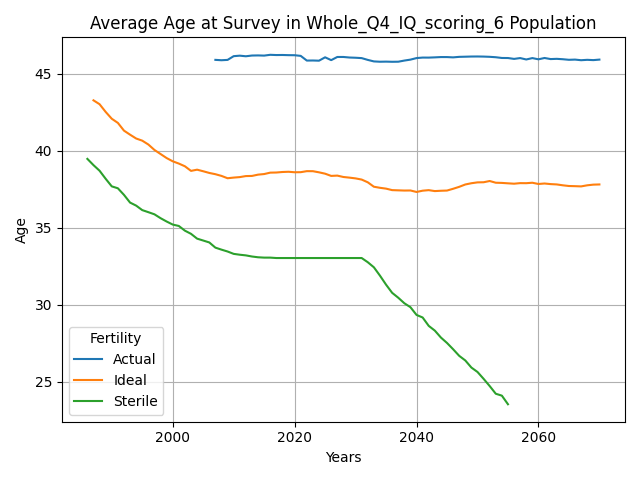 Average Age at Survey in Whole_Q4_IQ_scoring_6 Population
Age
45
40
35
30
25
Fertility
Actual
Ideal
Sterile
2000
2020
2040
2060
Years